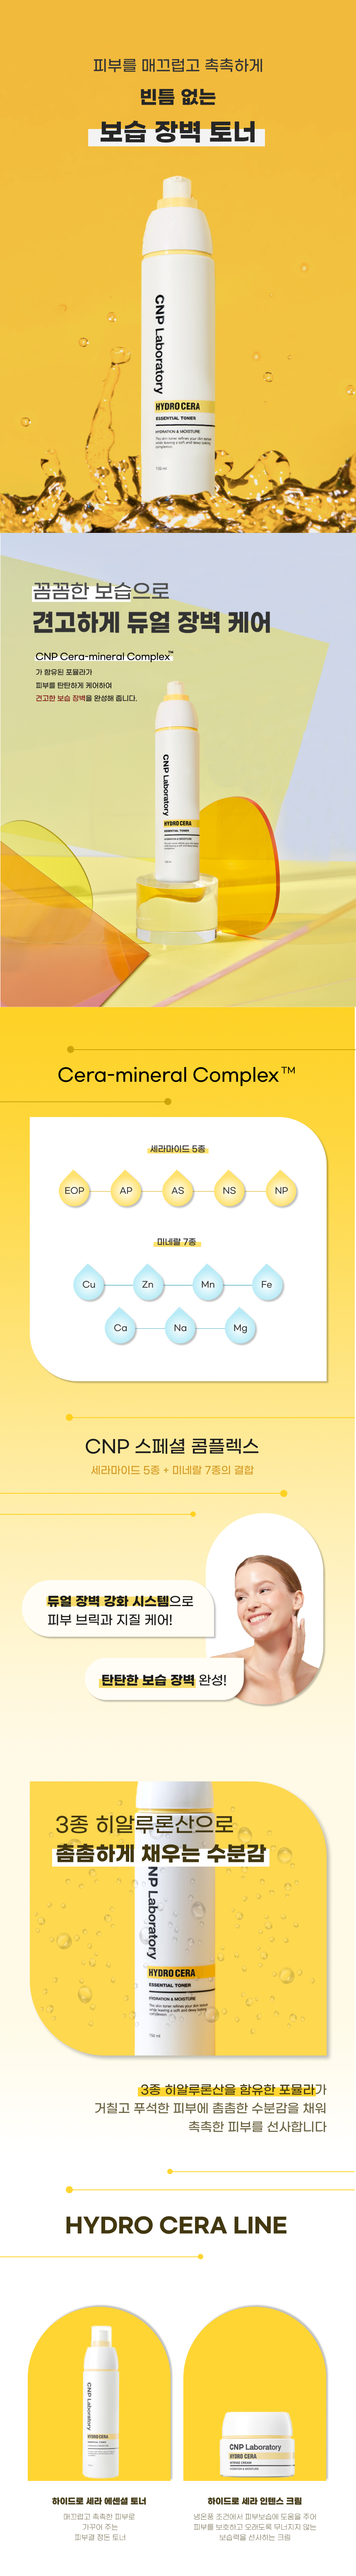 피부를 매끄럽고 촉촉하게
빈틈 없는
보습 장벽 토너
CNP Laboratory
HYDRO CERA
ESSENTIAL TONER
HYDRATION & MOISTURE
150 ml
꼼꼼한 보습으로
견고하게 듀얼 장벽 케어
CNP Cera-mineral Complex™
가 함유된 포뮬라가
피부를 탄탄하게 케어하여
견고한 보습 장벽을 완성해 줍니다.
CNP Laboratory
HYDRO CERA
ESSENTIAL TONER
HYDRATION & MOISTURE
Cera-mineral Complex™
세라마이드 5종
EOP AP AS NS NP
미네랄 7종
Cu Zn Mn Fe
Ca Na Mg
CNP 스페셜 콤플렉스
세라마이드 5종 + 미네랄 7종의 결합
듀얼 장벽 강화 시스템으로
피부 브릭과 지질 케어!
탄탄한 보습 장벽 완성!
3종 히알루론산으로
촘촘하게 채우는 수분감
NP Laboratory
HYDRO CERA
ESSENTIAL TONER
HYDRATION & MOISTURE
150 ml
3종 히알루론산을 함유한 포뮬라가
거칠고 푸석한 피부에 촘촘한 수분감을 채워
촉촉한 피부를 선사합니다
HYDRO CERA LINE
CNP Laboratory
HYDRO CERA
CNP Laboratory
HYDRO CERA
INTENSE CREAM
HYDRATION & MOISTURE
하이드로 세라 에센셜 토너
매끄럽고 촉촉한 피부로
가꾸어 주는
피부결 정돈 토너
하이드로 세라 인텐스 크림
냉온풍 조건에서 피부보습에 도움을 주어
피부를 보호하고 오래도록 무너지지 않는
보습력을 선사하는 크림